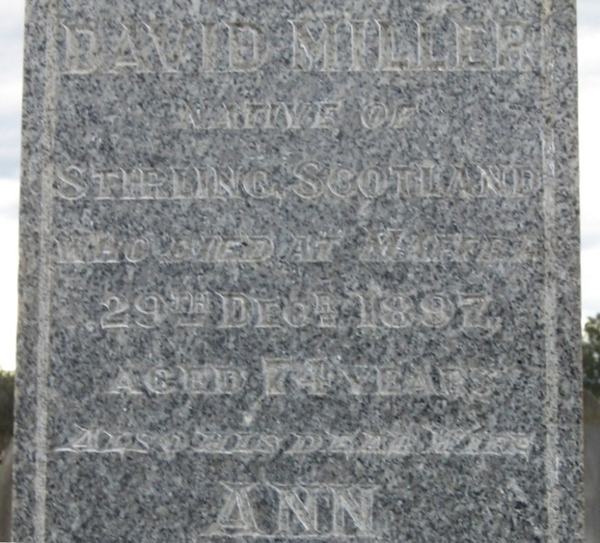 DAVID MILLER
NATIVE OF
STIRLING, SCOTLAND
WHO DIED AT MAFFRA
29TH DECR. 1897,
AGED 74 YEARS
ALSO HIS DEAR WIFE
ANN